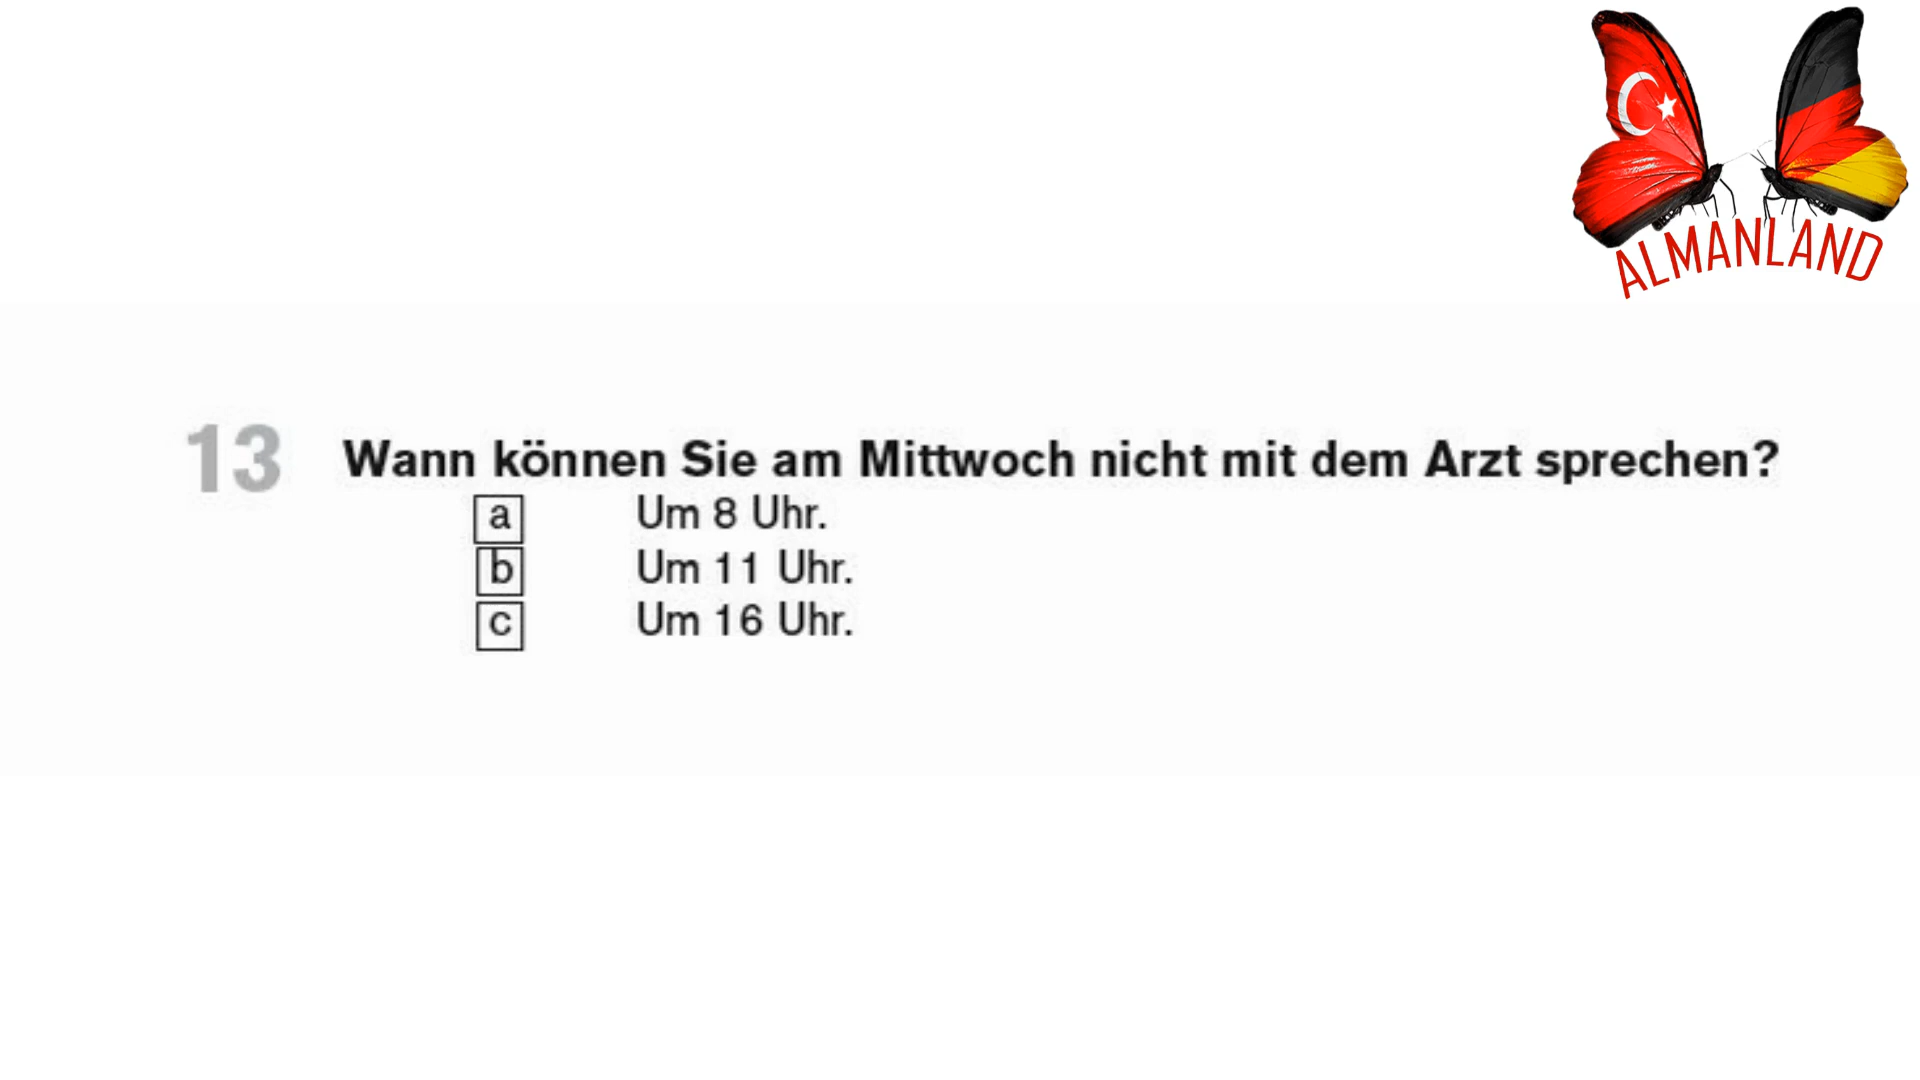 ALMANLAND
13 Wann können Sie am Mittwoch nicht mit dem Arzt sprechen?
a Um 8 Uhr.
b Um 11 Uhr.
c Um 16 Uhr.